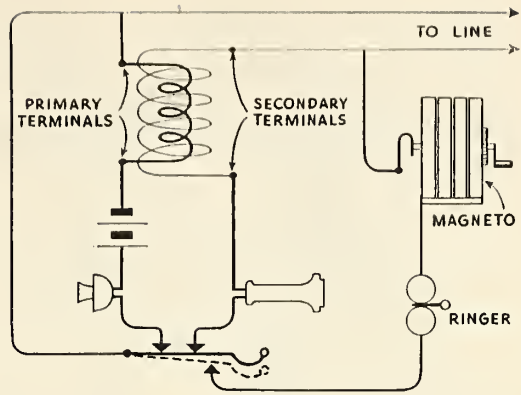 TO LINE
PRIMARY
TERMINALS
SECONDARY
TERMINALS
MAGNETO
RINGER